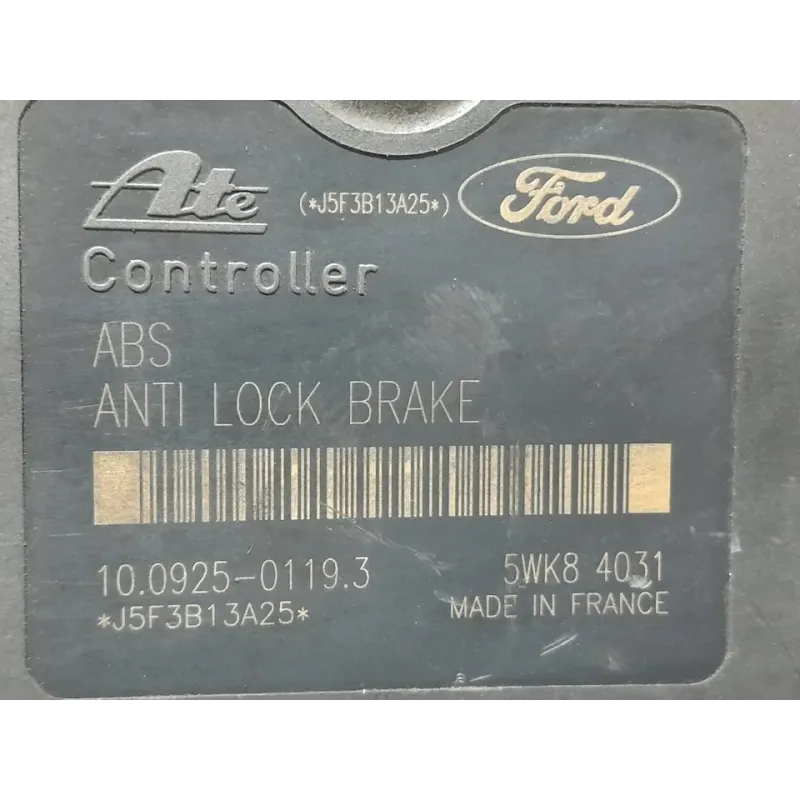 Ate (*J5F3B13A25*) Ford
Controller
ABS
ANTI LOCK BRAKE
10.0925-0119.3 5WK8 4031
*J5F3B13A25* MADE IN FRANCE